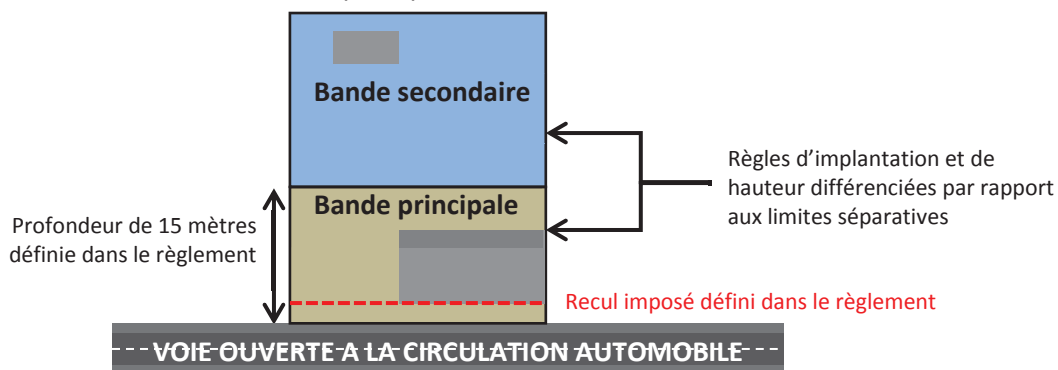 Bande secondaire
Règles d’implantation et de
hauteur différenciées par rapport
aux limites séparatives
Bande principale
Profondeur de 15 mètres
définie dans le règlement
Recul imposé défini dans le règlement
VOIE OUVERTE A LA CIRCULATION AUTOMOBILE